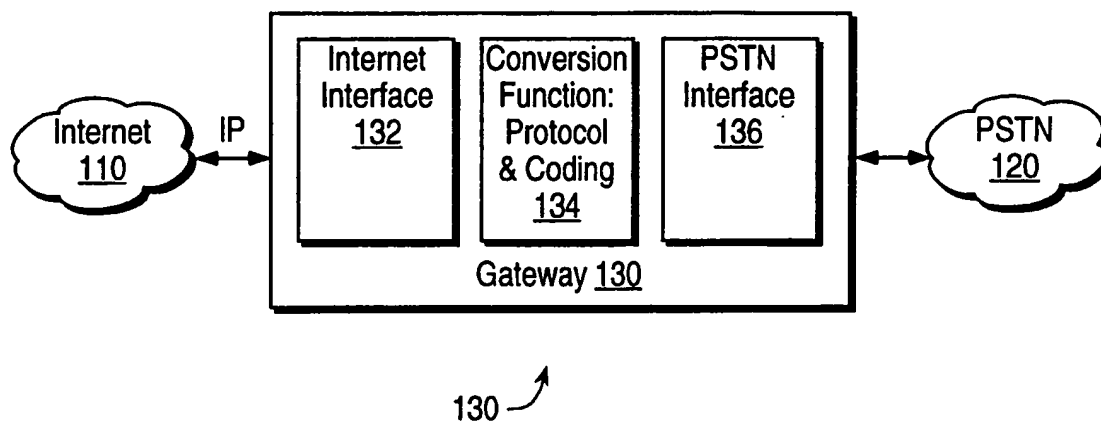 Internet
110
IP
Internet
Interface
132
Conversion
Function:
Protocol
& Coding
134
PSTN
Interface
136
Gateway 130
PSTN
120
130